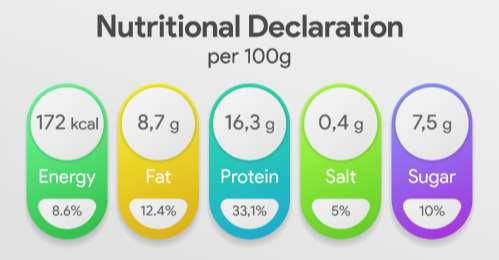 Nutritional Declaration
per 100g
172 kcal 8,7 g 16,3 g 0,4 g 7,5 g
Energy Fat Protein Salt Sugar
8.6% 12.4% 33,1% 5% 10%